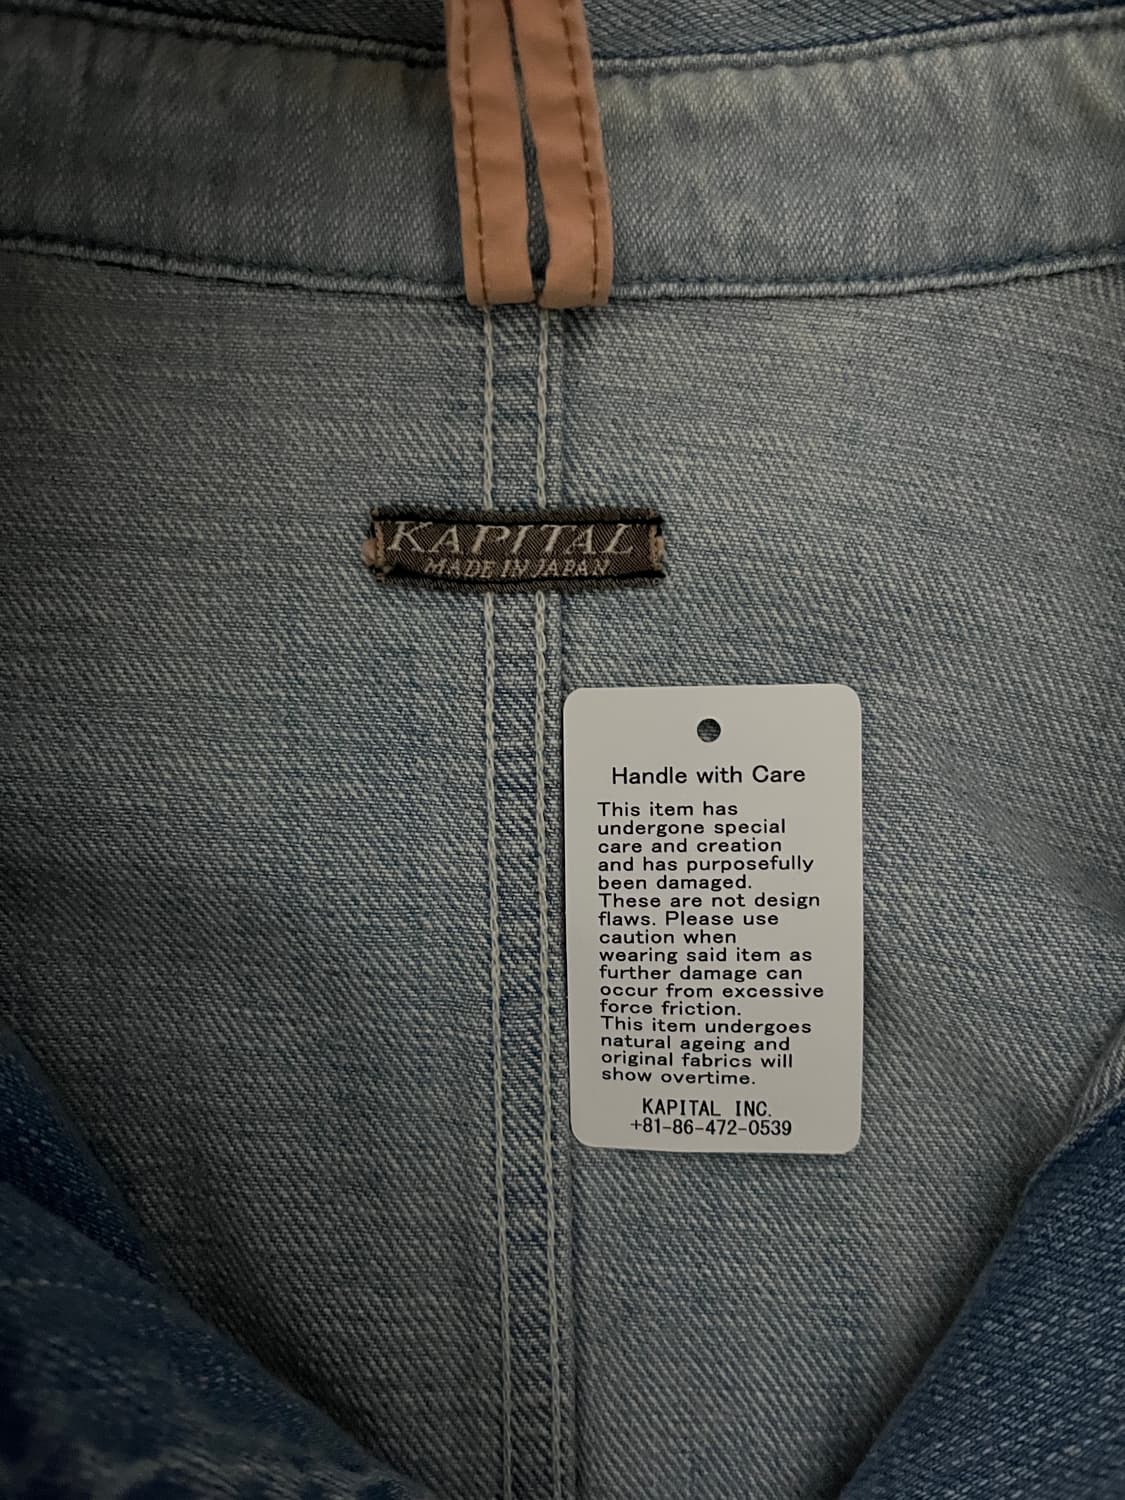 KAPITAL
MADE IN JAPAN
Handle with Care
This item has
undergone special
care and creation
and has purposefully
been damaged.
These are not design
flaws. Please use
caution when
wearing said item as
further damage can
occur from excessive
force friction.
This item undergoes
natural ageing and
original fabrics will
show overtime.
KAPITAL INC.
+81-86-472-0539